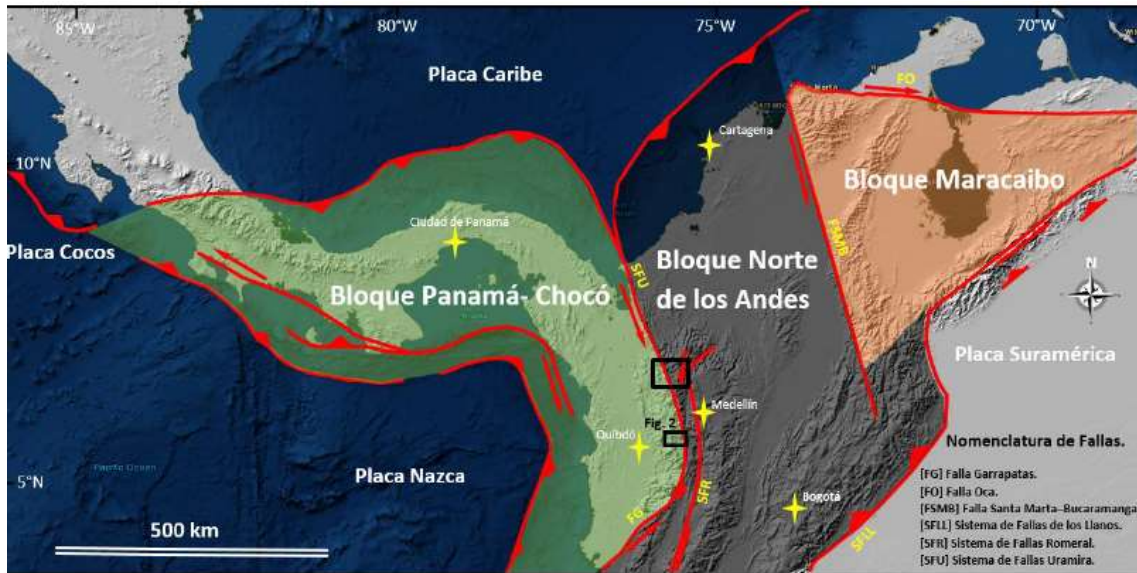 85°W
80°W
75°W
70°W
Placa Caribe
FO
Cartagena
10°N
Bloque Maracaibo
Ciudad de Panamá
Placa Cocos
SFU
Bloque Norte
de los Andes
FSMB
N
Bloque Panamá- Chocó
Placa Suramérica
Medellín
Fig. 2
Quibdó
Nomenclatura de Fallas.
Placa Nazca
5°N
SFR
Bogotá
[FG] Falla Garrapatas.
[FO] Falla Oca.
FG
[FSMB] Falla Santa Marta–Bucaramanga
500 km
SFLL
[SFLL] Sistema de Fallas de los Llanos.
[SFR] Sistema de Fallas Romeral.
[SFU] Sistema de Fallas Uramira.